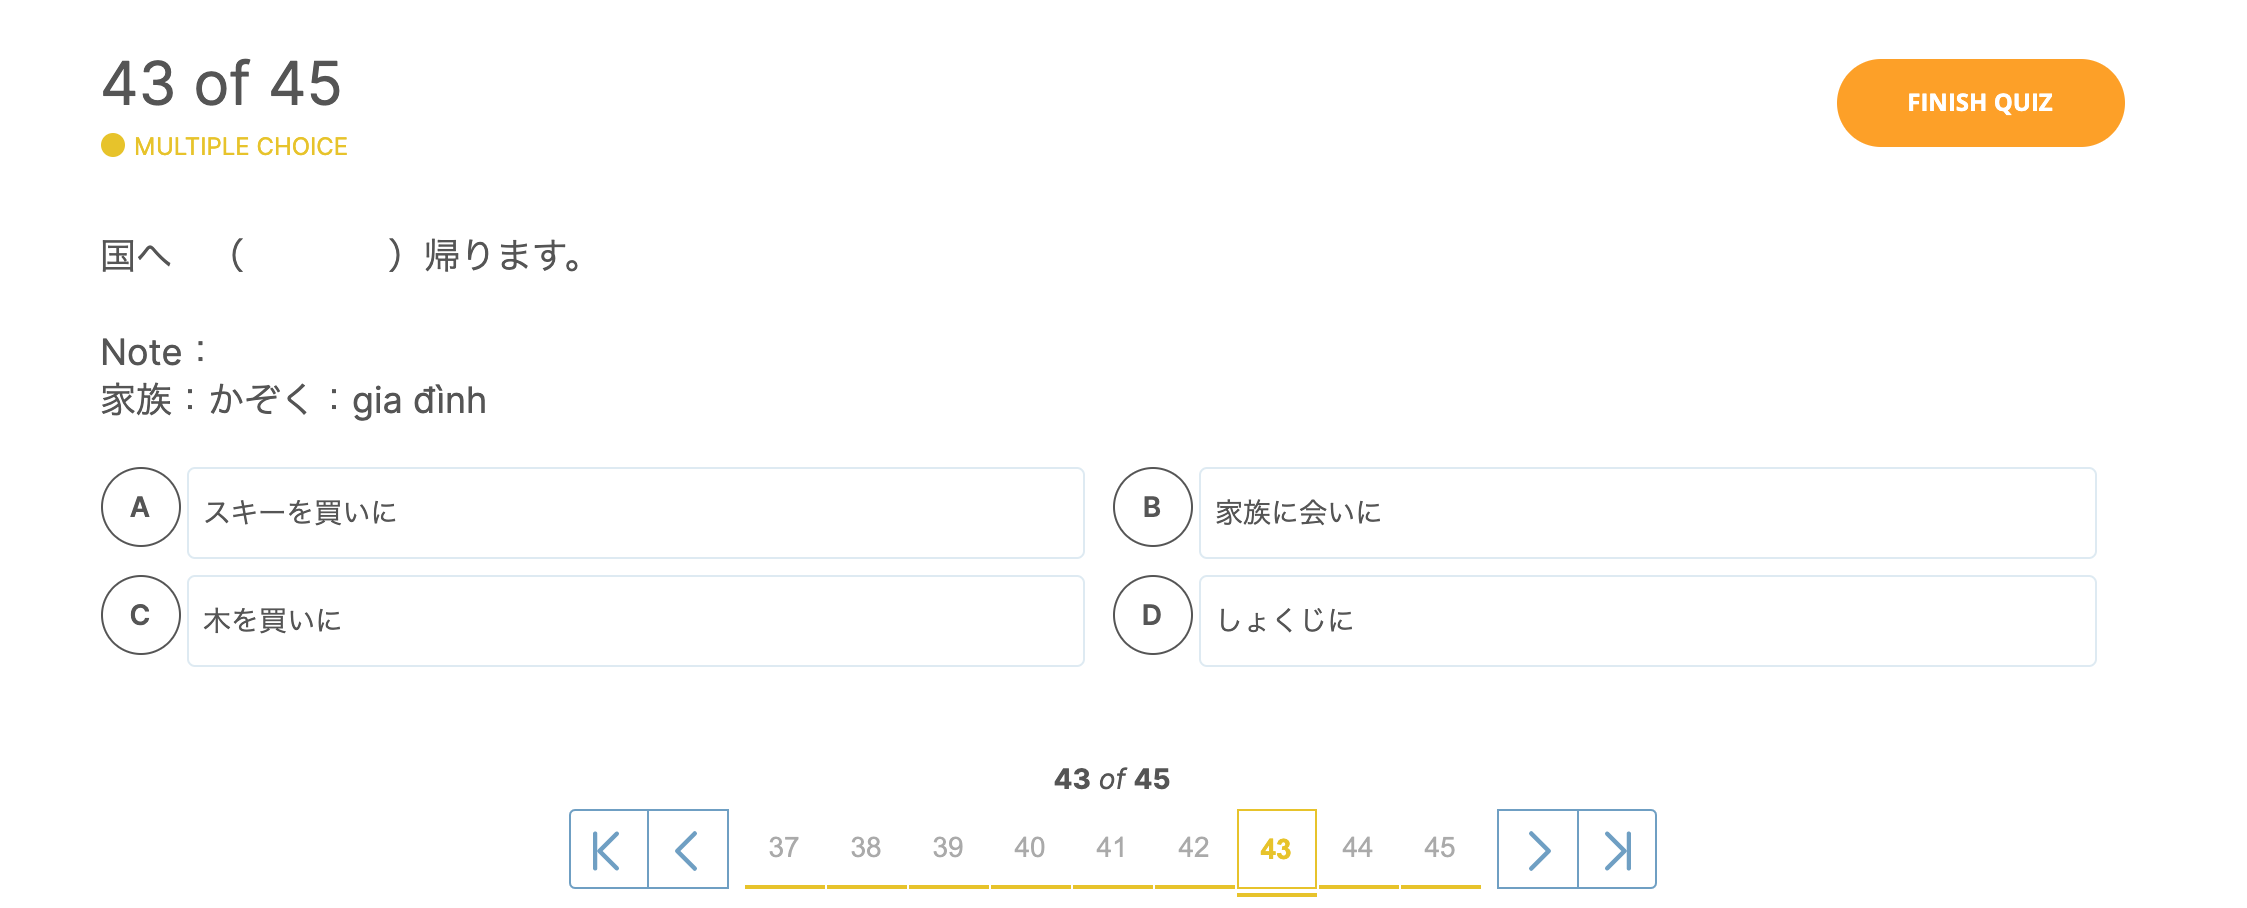 43 of 45
FINISH QUIZ
MULTIPLE CHOICE
国へ　（　　　　）帰ります。
Note：
家族：かぞく：gia đình
A スキーを買いに
B 家族に会いに
C 木を買いに
D しょくじに
43 of 45
37 38 39 40 41 42 43 44 45